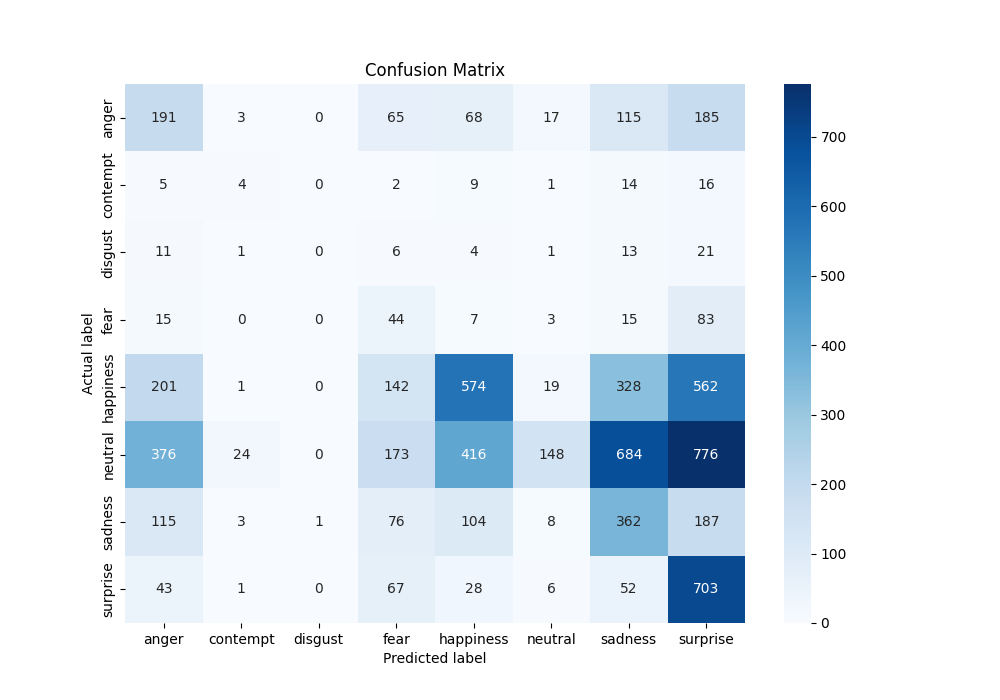 Confusion Matrix
Actual label
anger 191 3 0 65 68 17 115 185
contempt 5 4 0 2 9 1 14 16
disgust 11 1 0 6 4 1 13 21
fear 15 0 0 44 7 3 15 83
happiness 201 1 0 142 574 19 328 562
neutral 376 24 0 173 416 148 684 776
sadness 115 3 1 76 104 8 362 187
surprise 43 1 0 67 28 6 52 703
anger contempt disgust fear happiness neutral sadness surprise
Predicted label
700
600
500
400
300
200
100
0